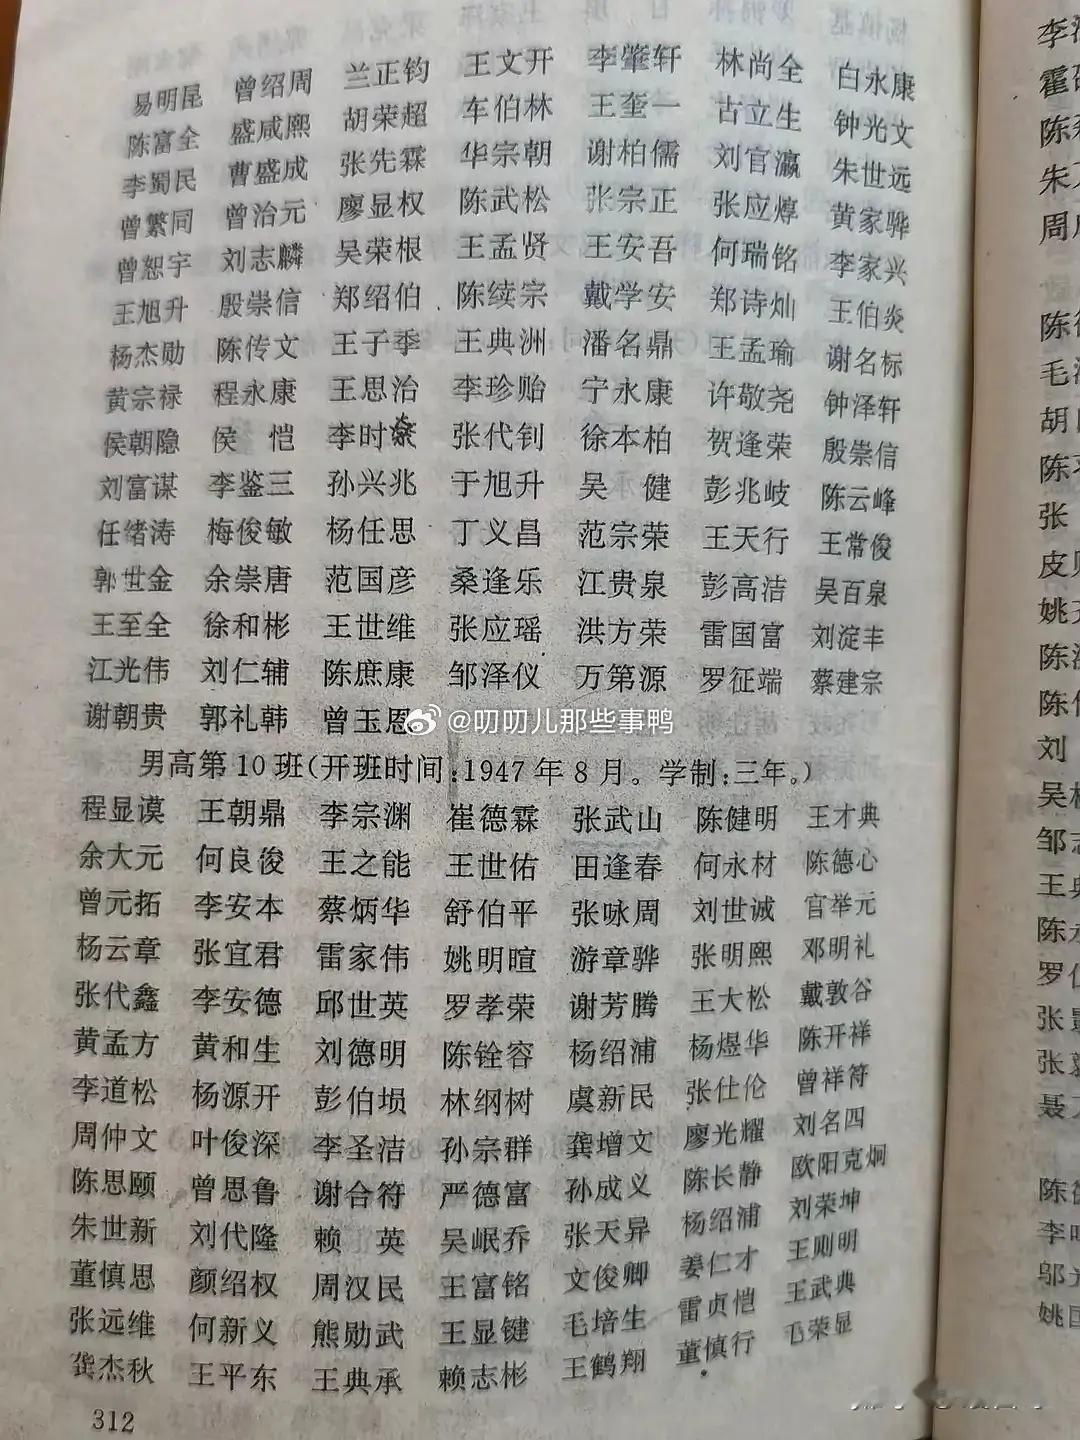 易明昆 曾绍周 兰正钧 王文开 李肇轩 林尚全 白永康
陈富全 盛咸熙 胡荣超 车伯林 王奎一 古立生 钟光文
李蜀民 曹盛成 张先霖 华宗朝 谢柏儒 刘官瀛 朱世远
曾繁同 曾治元 廖显权 陈武松 张宗正 张应焞 黄家骅
曾恕宇 刘志麟 吴荣根 王孟贤 王安吾 何瑞铭 李家兴
王旭升 殷崇信 郑绍伯 陈续宗 戴学安 郑诗灿 王伯炎
杨杰勋 陈传文 王子季 王典洲 潘名鼎 王孟瑜 谢名标
黄宗禄 程永康 王思治 李珍贻 宁永康 许敬尧 钟泽轩
侯朝隐 侯 恺 李时 张代钊 徐本柏 贺逢荣 殷崇信
刘富谋 李鉴三 孙兴兆 于旭升 吴 健 彭兆岐 陈云峰
任绪涛 梅俊敏 杨任思 丁义昌 范宗荣 王天行 王常俊
郭世金 余崇唐 范国彦 桑逢乐 江贵泉 彭高洁 吴百泉
王至全 徐和彬 王世维 张应瑶 洪方荣 雷国富 刘淀丰
江光伟 刘仁辅 陈庶康 邹泽仪 万第源 罗征端 蔡建宗
谢朝贵 郭礼韩 曾玉恩 @叨叨儿那些事鸭
男高第10班(开班时间:1947年8月。学制:三年。)
程显谟 王朝鼎 李宗渊 崔德霖 张武山 陈健明 王才典
余大元 何良俊 王之能 王世佑 田逢春 何永材 陈德心
曾元拓 李安本 蔡炳华 舒伯平 张咏周 刘世诚 官举元
杨云章 张宜君 雷家伟 姚明暄 游章骅 张明熙 邓明礼
张代鑫 李安德 邱世英 罗孝荣 谢芳腾 王大松 戴敦谷
黄孟方 黄和生 刘德明 陈铨容 杨绍浦 杨煜华 陈开祥
李道松 杨源开 彭伯埙 林纲树 虞新民 张仕伦 曾祥符
周仲文 叶俊深 李圣洁 孙宗群 龚增文 廖光耀 刘名四
陈思颐 曾思鲁 谢合符 严德富 孙成义 陈长静 欧阳克炯
朱世新 刘代隆 赖 英 吴岷乔 张天异 杨绍浦 刘荣坤
董慎思 颜绍权 周汉民 王富铭 文俊卿 姜仁才 王则明
张远维 何新义 熊勋武 王显键 毛培生 雷贞恺 王武典
龚杰秋 王平东 王典承 赖志彬 王鹤翔 董慎行 毛荣显
312
陈
朱
周
陈
毛
胡
陈
张
皮
姚
陈
陈
刘
吴
邹
王
陈
罗
张
张
聂
陈
李
邬
姚